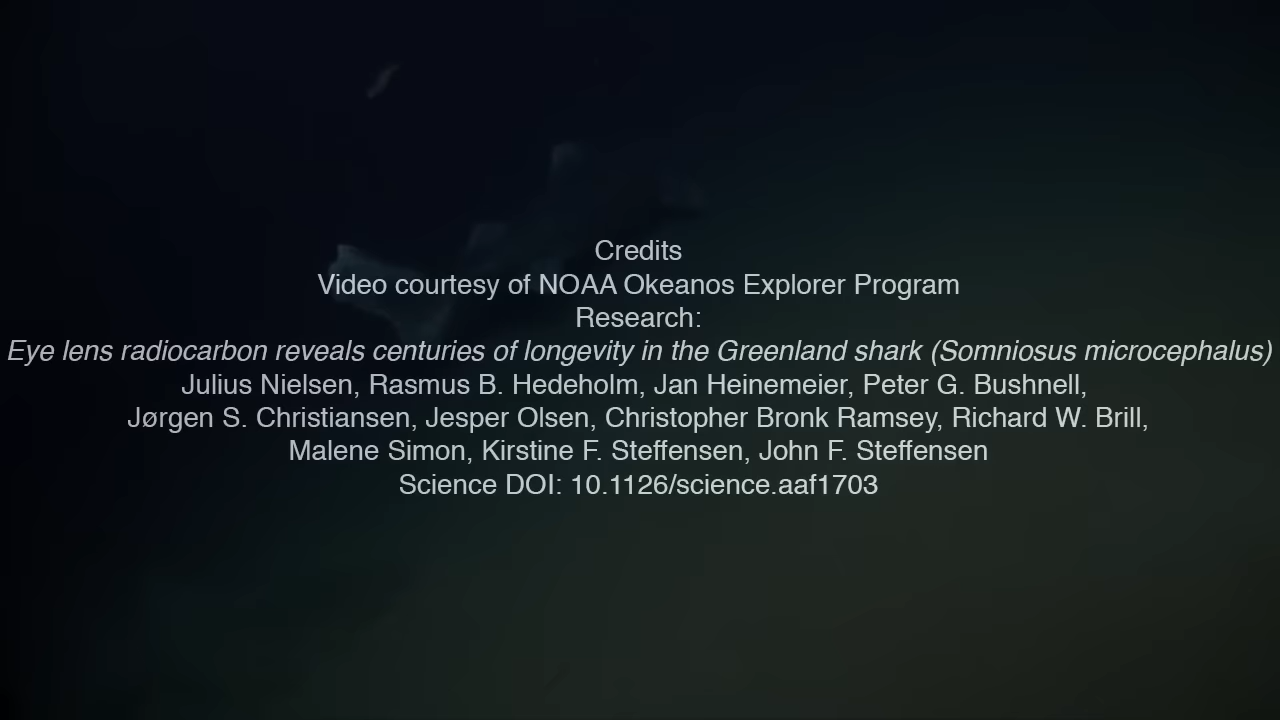 Credits
Video courtesy of NOAA Okeanos Explorer Program
Research:
Eye lens radiocarbon reveals centuries of longevity in the Greenland shark (Somniosus microcephalus)
Julius Nielsen, Rasmus B. Hedeholm, Jan Heinemeier, Peter G. Bushnell,
Jørgen S. Christiansen, Jesper Olsen, Christopher Bronk Ramsey, Richard W. Brill,
Malene Simon, Kirstine F. Steffensen, John F. Steffensen
Science DOI: 10.1126/science.aaf1703